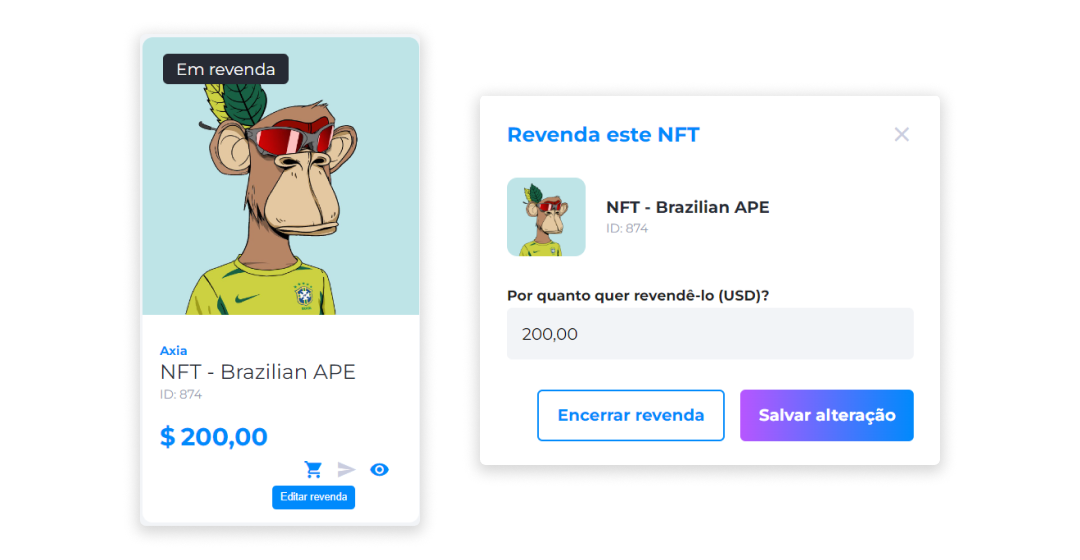 Em revenda
Axia
NFT - Brazilian APE
ID: 874
$ 200,00
Editar revenda
Revenda este NFT
NFT - Brazilian APE
ID: 874
Por quanto quer revendê-lo (USD)?
200,00
Encerrar revenda
Salvar alteração